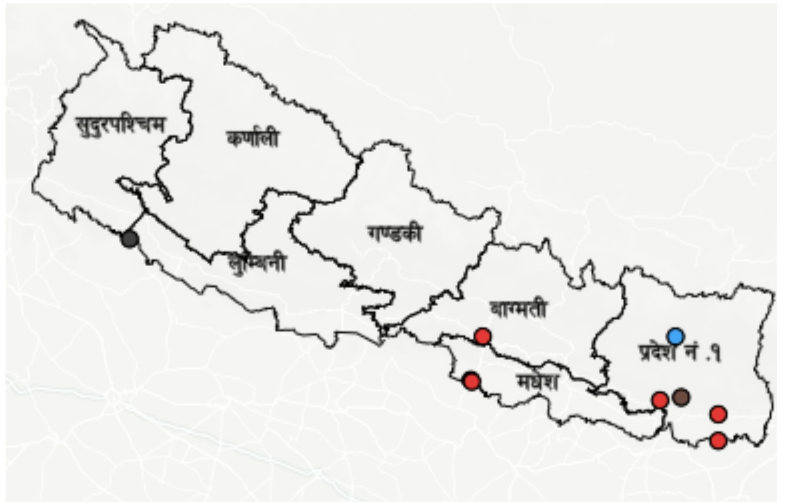 सुदुरपश्चिम
कर्णाली
गण्डकी
लुम्बिनी
बाग्मती
प्रदेश नं .१
मधेश